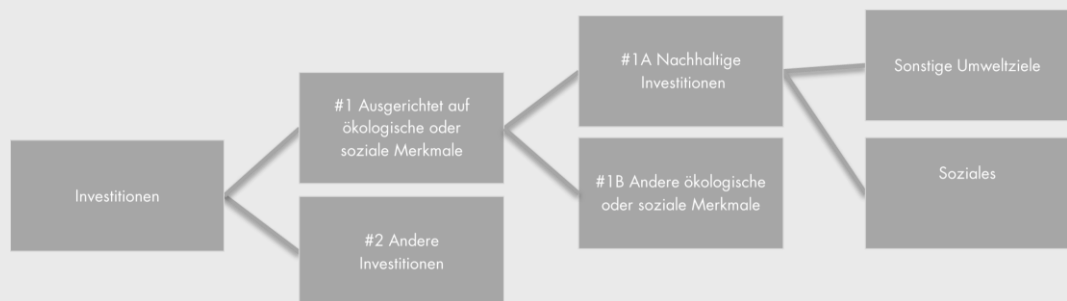 Investitionen
#1 Ausgerichtet auf
ökologische oder
soziale Merkmale
#2 Andere
Investitionen
#1A Nachhaltige
Investitionen
#1B Andere ökologische
oder soziale Merkmale
Sonstige Umweltziele
Soziales